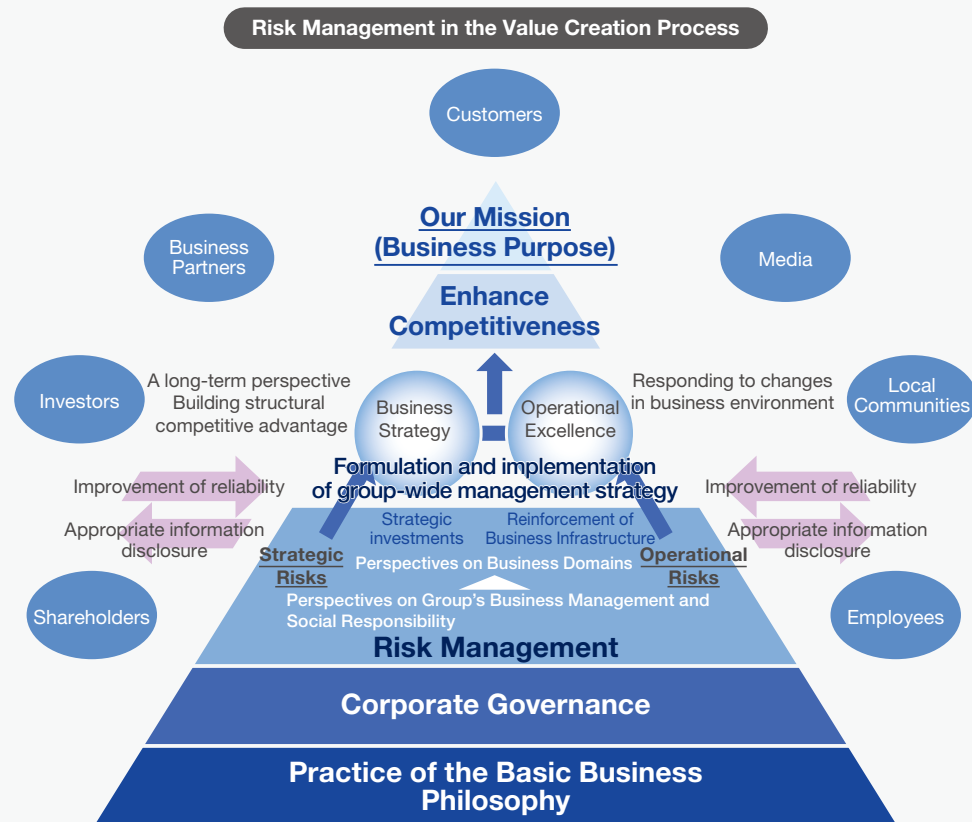 Risk Management in the Value Creation Process
Customers
Our Mission
(Business Purpose)
Business
Partners
Media
Enhance
Competitiveness
Investors
A long-term perspective
Building structural
competitive advantage
Business
Strategy
Operational
Excellence
Responding to changes
in business environment
Local
Communities
Formulation and implementation
of group-wide management strategy
Improvement of reliability
Appropriate information
disclosure
Improvement of reliability
Appropriate information
disclosure
Strategic
investments
Reinforcement of
Business Infrastructure
Strategic
Risks
Perspectives on Business Domains
Operational
Risks
Perspectives on Group's Business Management and
Social Responsibility
Shareholders
Employees
Risk Management
Corporate Governance
Practice of the Basic Business
Philosophy